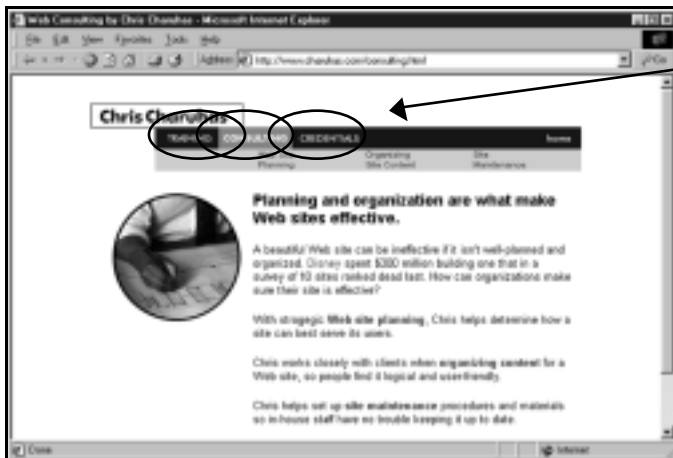 Web Consulting by Chris Charuhas - Microsoft Internet Explorer
File Edit View Favorites Tools Help
Address http://www.charuhas.com/consulting.html Go
Chris Charuhas
TRAINING CONSULTING CREDENTIALS home
Planning Organizing Site Content Site Maintenance
Planning and organization are what make
Web sites effective.
A beautiful Web site can be ineffective if it isn't well-planned and
organized. Disney spent $300 million building one that in a
survey of 10 sites ranked dead last. How can organizations make
sure their site is effective?
With strategic Web site planning, Chris helps determine how a
site can best serve its users.
Chris works closely with clients when organizing content for a
Web site, so people find it logical and user-friendly.
Chris helps set up site maintenance procedures and materials
so in-house staff have no trouble keeping it up to date.
Done
Internet